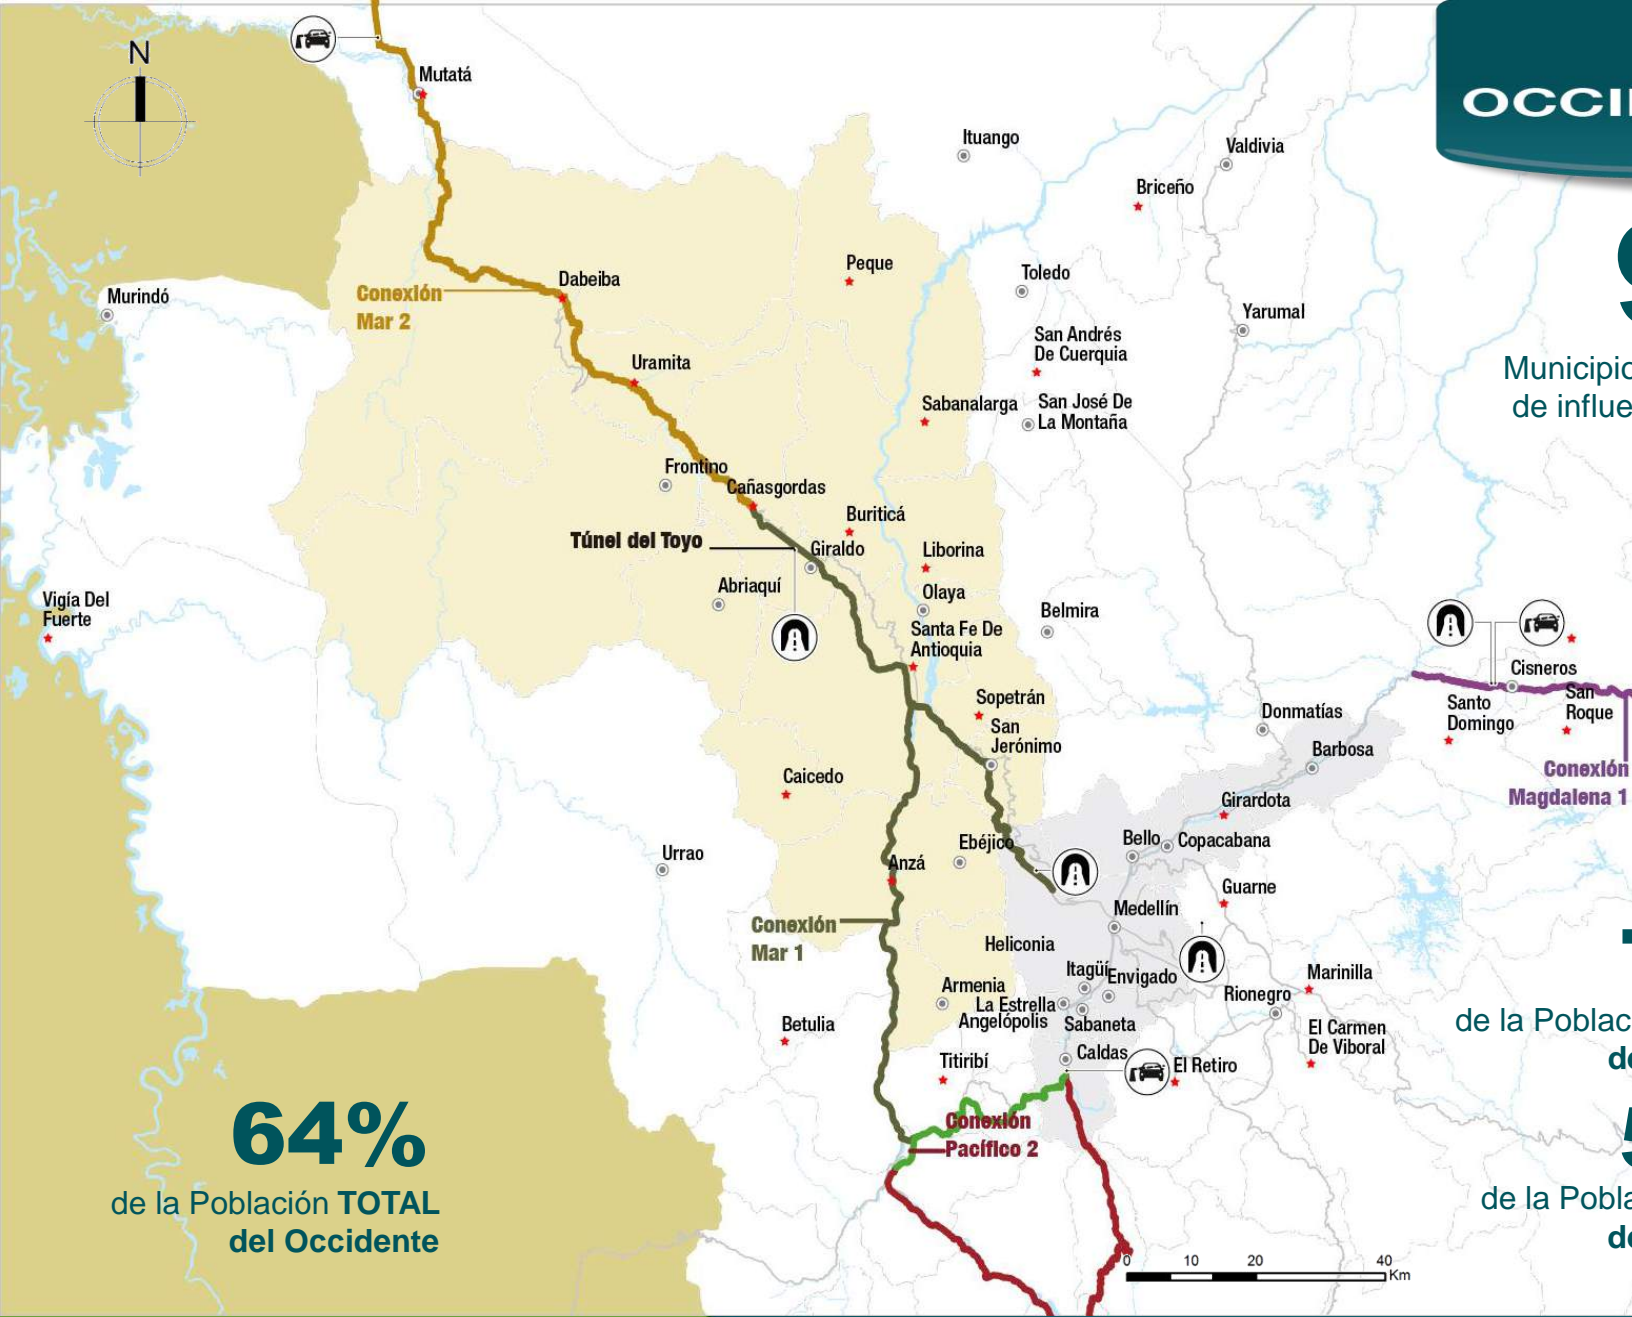 N
OCCI
Mutatá
Ituango
Valdivia
Briceño
Peque
Toledo
Dabeiba
Conexión
Mar 2
Murindó
Yarumal
San Andrés
De Cuerquia
Uramita
Municipio
de influe
Sabanalarga
San José De
La Montaña
Frontino
Cañasgordas
Buriticá
Túnel del Toyo
Giraldo
Liborina
Abriaquí
Olaya
Vigía Del
Fuerte
Belmira
Santa Fe De
Antioquia
Cisneros
Sopetrán
San
Jerónimo
Santo
Domingo
San
Roque
Donmatías
Barbosa
Conexión
Magdalena 1
Caicedo
Girardota
Ebéjico
Bello
Copacabana
Urrao
Anzá
Guarne
Medellín
Conexión
Mar 1
Heliconia
Itagüí
Envigado
Marinilla
Armenia
La Estrella
Rionegro
Angelópolis
Sabaneta
Betulia
El Carmen
De Viboral
de la Poblac
de
Titiribí
Caldas
El Retiro
Conexión
Pacífico 2
64%
de la Población TOTAL
del Occidente
5
de la Pobla
de
0 10 20 40
Km